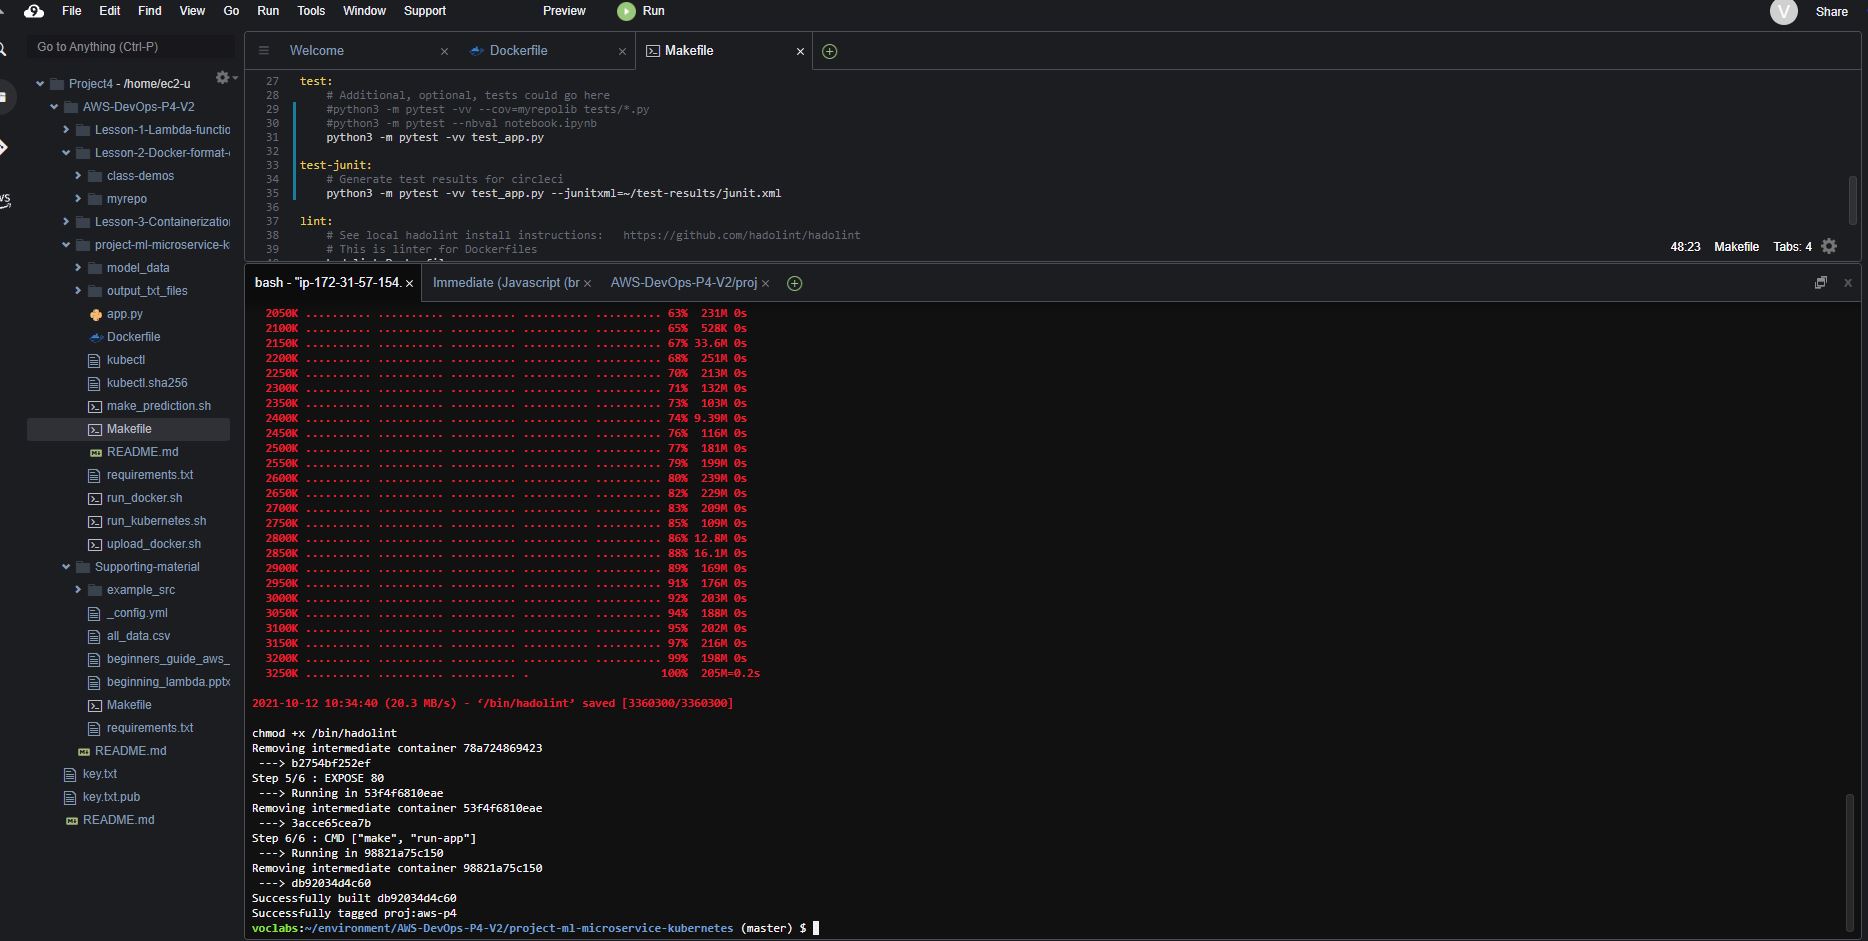 File Edit Find View Go Run Tools Window Support Preview Run V Share
Go to Anything (Ctrl-P)
Project4 - /home/ec2-u
AWS-DevOps-P4-V2
Lesson-1-Lambda-functio
Lesson-2-Docker-format-
class-demos
myrepo
Lesson-3-Containerization
project-ml-microservice-k
model_data
output_txt_files
app.py
Dockerfile
kubectl
kubectl.sha256
make_prediction.sh
Makefile
README.md
requirements.txt
run_docker.sh
run_kubernetes.sh
upload_docker.sh
Supporting-material
example_src
_config.yml
all_data.csv
beginners_guide_aws_
beginning_lambda.pptx
Makefile
requirements.txt
README.md
key.txt
key.txt.pub
README.md
Welcome × Dockerfile × Makefile ×
27 test:
28 # Additional, optional, tests could go here
29 #python3 -m pytest -vv --cov=myrepolib tests/*.py
30 #python3 -m pytest --nbval notebook.ipynb
31 python3 -m pytest -vv test_app.py
32
33 test-junit:
34 # Generate test results for circleci
35 python3 -m pytest -vv test_app.py --junitxml=~/test-results/junit.xml
36
37 lint:
38 # See local hadolint install instructions: https://github.com/hadolint/hadolint
39 # This is linter for Dockerfiles
48:23 Makefile Tabs: 4
bash - "ip-172-31-57-154. × Immediate (Javascript (br × AWS-DevOps-P4-V2/proj ×
2050K .......... .......... .......... .......... .......... 63% 231M 0s
2100K .......... .......... .......... .......... .......... 65% 528K 0s
2150K .......... .......... .......... .......... .......... 67% 33.6M 0s
2200K .......... .......... .......... .......... .......... 68% 251M 0s
2250K .......... .......... .......... .......... .......... 70% 213M 0s
2300K .......... .......... .......... .......... .......... 71% 132M 0s
2350K .......... .......... .......... .......... .......... 73% 103M 0s
2400K .......... .......... .......... .......... .......... 74% 9.39M 0s
2450K .......... .......... .......... .......... .......... 76% 116M 0s
2500K .......... .......... .......... .......... .......... 77% 181M 0s
2550K .......... .......... .......... .......... .......... 79% 199M 0s
2600K .......... .......... .......... .......... .......... 80% 239M 0s
2650K .......... .......... .......... .......... .......... 82% 229M 0s
2700K .......... .......... .......... .......... .......... 83% 209M 0s
2750K .......... .......... .......... .......... .......... 85% 109M 0s
2800K .......... .......... .......... .......... .......... 86% 12.8M 0s
2850K .......... .......... .......... .......... .......... 88% 16.1M 0s
2900K .......... .......... .......... .......... .......... 89% 169M 0s
2950K .......... .......... .......... .......... .......... 91% 176M 0s
3000K .......... .......... .......... .......... .......... 92% 203M 0s
3050K .......... .......... .......... .......... .......... 94% 188M 0s
3100K .......... .......... .......... .......... .......... 95% 202M 0s
3150K .......... .......... .......... .......... .......... 97% 216M 0s
3200K .......... .......... .......... .......... .......... 99% 198M 0s
3250K .......... .......... .......... . 100% 205M=0.2s
2021-10-12 10:34:40 (20.3 MB/s) - ‘/bin/hadolint’ saved [3360300/3360300]
chmod +x /bin/hadolint
Removing intermediate container 78a724869423
---> b2754bf252ef
Step 5/6 : EXPOSE 80
---> Running in 53f4f6810eae
Removing intermediate container 53f4f6810eae
---> 3acce65cea7b
Step 6/6 : CMD ["make", "run-app"]
---> Running in 98821a75c150
Removing intermediate container 98821a75c150
---> db92034d4c60
Successfully built db92034d4c60
Successfully tagged proj:aws-p4
voclabs:~/environment/AWS-DevOps-P4-V2/project-ml-microservice-kubernetes (master) $